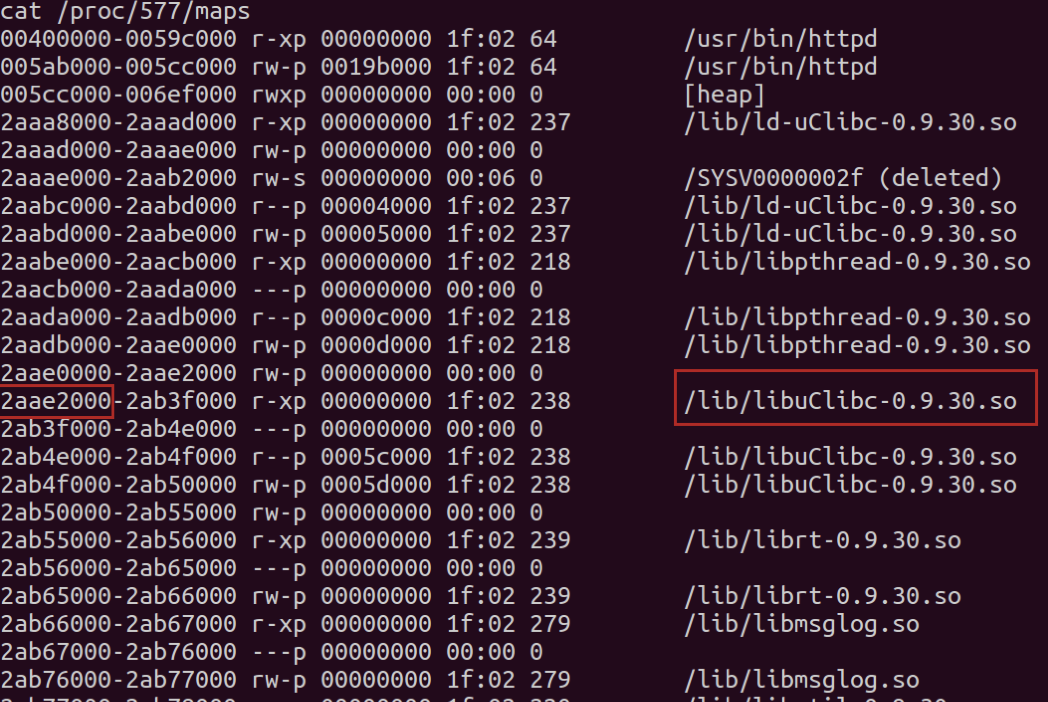 cat /proc/577/maps
00400000-0059c000 r-xp 00000000 1f:02 64 /usr/bin/httpd
005ab000-005cc000 rw-p 0019b000 1f:02 64 /usr/bin/httpd
005cc000-006ef000 rwxp 00000000 00:00 0 [heap]
2aaa8000-2aaad000 r-xp 00000000 1f:02 237 /lib/ld-uClibc-0.9.30.so
2aaad000-2aaae000 rw-p 00000000 00:00 0
2aaae000-2aab2000 rw-s 00000000 00:06 0 /SYSV0000002f (deleted)
2aabc000-2aabd000 r--p 00004000 1f:02 237 /lib/ld-uClibc-0.9.30.so
2aabd000-2aabe000 rw-p 00005000 1f:02 237 /lib/ld-uClibc-0.9.30.so
2aabe000-2aacb000 r-xp 00000000 1f:02 218 /lib/libpthread-0.9.30.so
2aacb000-2aada000 ---p 00000000 00:00 0
2aada000-2aadb000 r--p 0000c000 1f:02 218 /lib/libpthread-0.9.30.so
2aadb000-2aae0000 rw-p 0000d000 1f:02 218 /lib/libpthread-0.9.30.so
2aae0000-2aae2000 rw-p 00000000 00:00 0
2aae2000-2ab3f000 r-xp 00000000 1f:02 238 /lib/libuClibc-0.9.30.so
2ab3f000-2ab4e000 ---p 00000000 00:00 0
2ab4e000-2ab4f000 r--p 0005c000 1f:02 238 /lib/libuClibc-0.9.30.so
2ab4f000-2ab50000 rw-p 0005d000 1f:02 238 /lib/libuClibc-0.9.30.so
2ab50000-2ab55000 rw-p 00000000 00:00 0
2ab55000-2ab56000 r-xp 00000000 1f:02 239 /lib/librt-0.9.30.so
2ab56000-2ab65000 ---p 00000000 00:00 0
2ab65000-2ab66000 rw-p 00000000 1f:02 239 /lib/librt-0.9.30.so
2ab66000-2ab67000 r-xp 00000000 1f:02 279 /lib/libmsglog.so
2ab67000-2ab76000 ---p 00000000 00:00 0
2ab76000-2ab77000 rw-p 00000000 1f:02 279 /lib/libmsglog.so